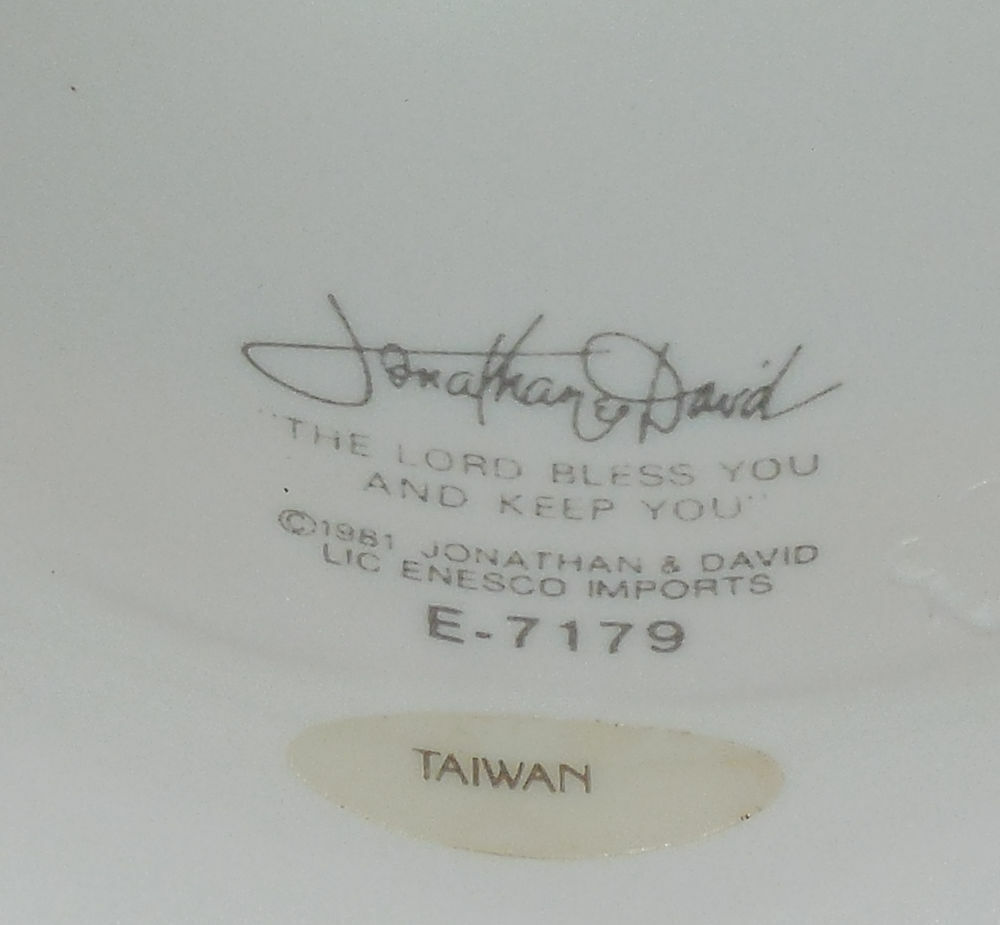 Jonathan & David
"THE LORD BLESS YOU
AND KEEP YOU"
©1981 JONATHAN & DAVID
LIC ENESCO IMPORTS
E-7179
TAIWAN